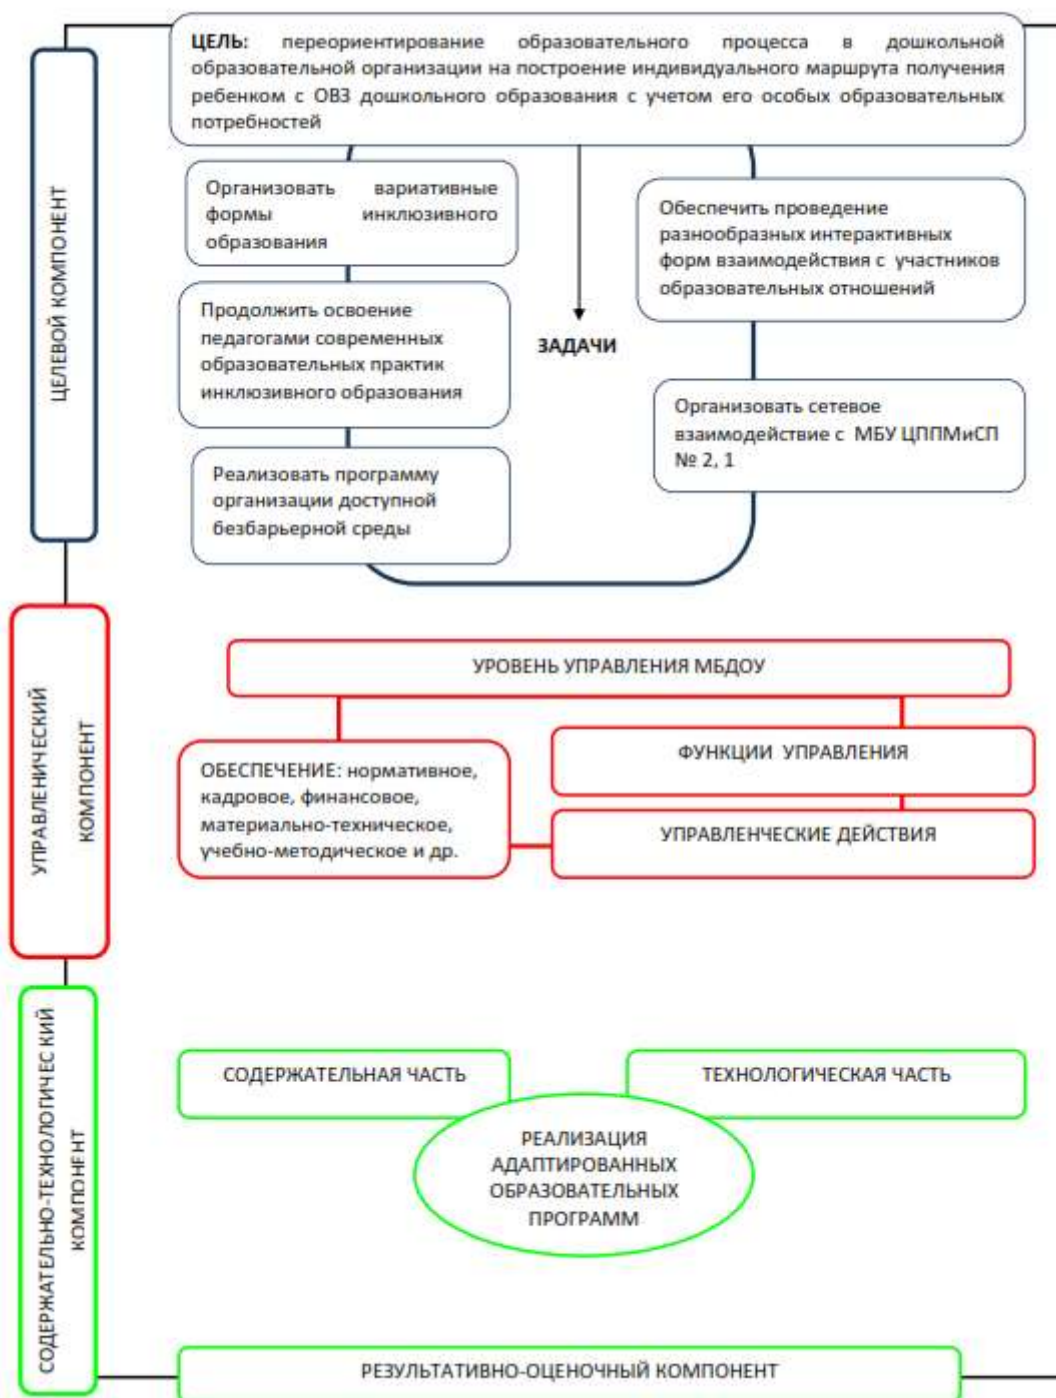 ЦЕЛЬ: переориентирование образовательного процесса в дошкольной
образовательной организации на построение индивидуального маршрута получения
ребенком с ОВЗ дошкольного образования с учетом его особых образовательных
потребностей
ЦЕЛЕВОЙ КОМПОНЕНТ
Организовать вариативные
формы инклюзивного
образования
Обеспечить проведение
разнообразных интерактивных
форм взаимодействия с участников
образовательных отношений
Продолжить освоение
педагогами современных
образовательных практик
инклюзивного образования
ЗАДАЧИ
Организовать сетевое
взаимодействие с МБУ ЦППМиСП
№ 2, 1
Реализовать программу
организации доступной
безбарьерной среды
УПРАВЛЕНИЧЕСКИЙ
КОМПОНЕНТ
УРОВЕНЬ УПРАВЛЕНИЯ МБДОУ
ОБЕСПЕЧЕНИЕ: нормативное,
кадровое, финансовое,
материально-техническое,
учебно-методическое и др.
ФУНКЦИИ УПРАВЛЕНИЯ
УПРАВЛЕНЧЕСКИЕ ДЕЙСТВИЯ
СОДЕРЖАТЕЛЬНО-ТЕХНОЛОГИЧЕС КИЙ
КОМПОНЕНТ
СОДЕРЖАТЕЛЬНАЯ ЧАСТЬ
ТЕХНОЛОГИЧЕСКАЯ ЧАСТЬ
РЕАЛИЗАЦИЯ
АДАПТИРОВАННЫХ
ОБРАЗОВАТЕЛЬНЫХ
ПРОГРАММ
РЕЗУЛЬТАТИВНО-ОЦЕНОЧНЫЙ КОМПОНЕНТ